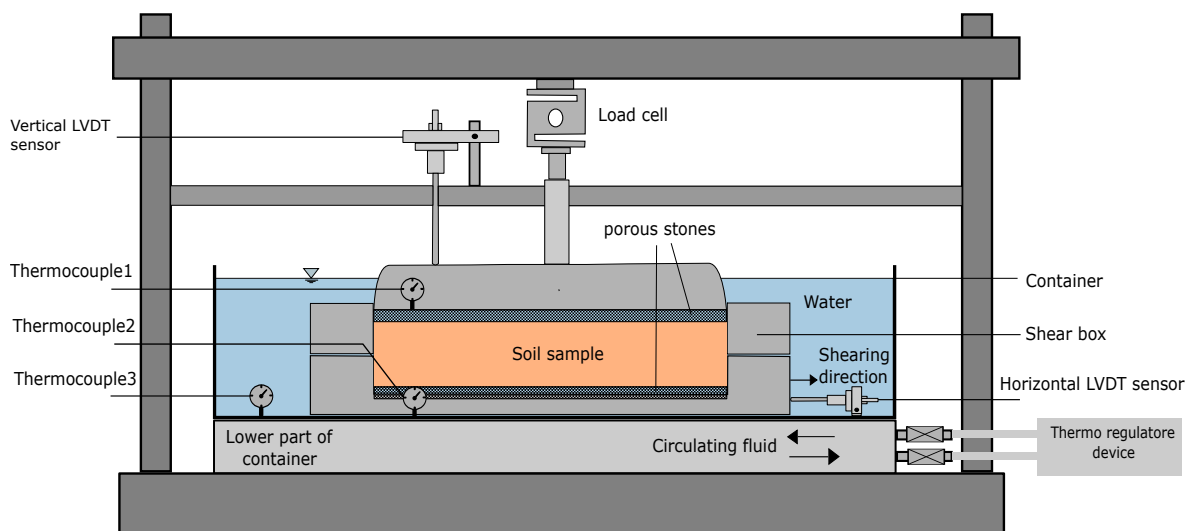 Load cell
Vertical LVDT
sensor
porous stones
Thermocouple1
Container
Water
Thermocouple2
Shear box
Soil sample
Shearing
direction
Thermocouple3
Horizontal LVDT sensor
Lower part of
container
Circulating fluid
Thermo regulatore
device